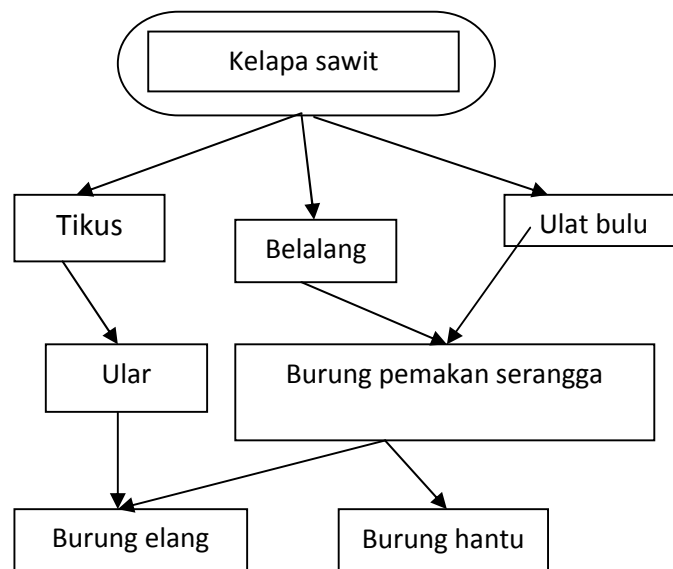 Kelapa sawit
Tikus
Belalang
Ulat bulu
Ular
Burung pemakan serangga
Burung elang
Burung hantu